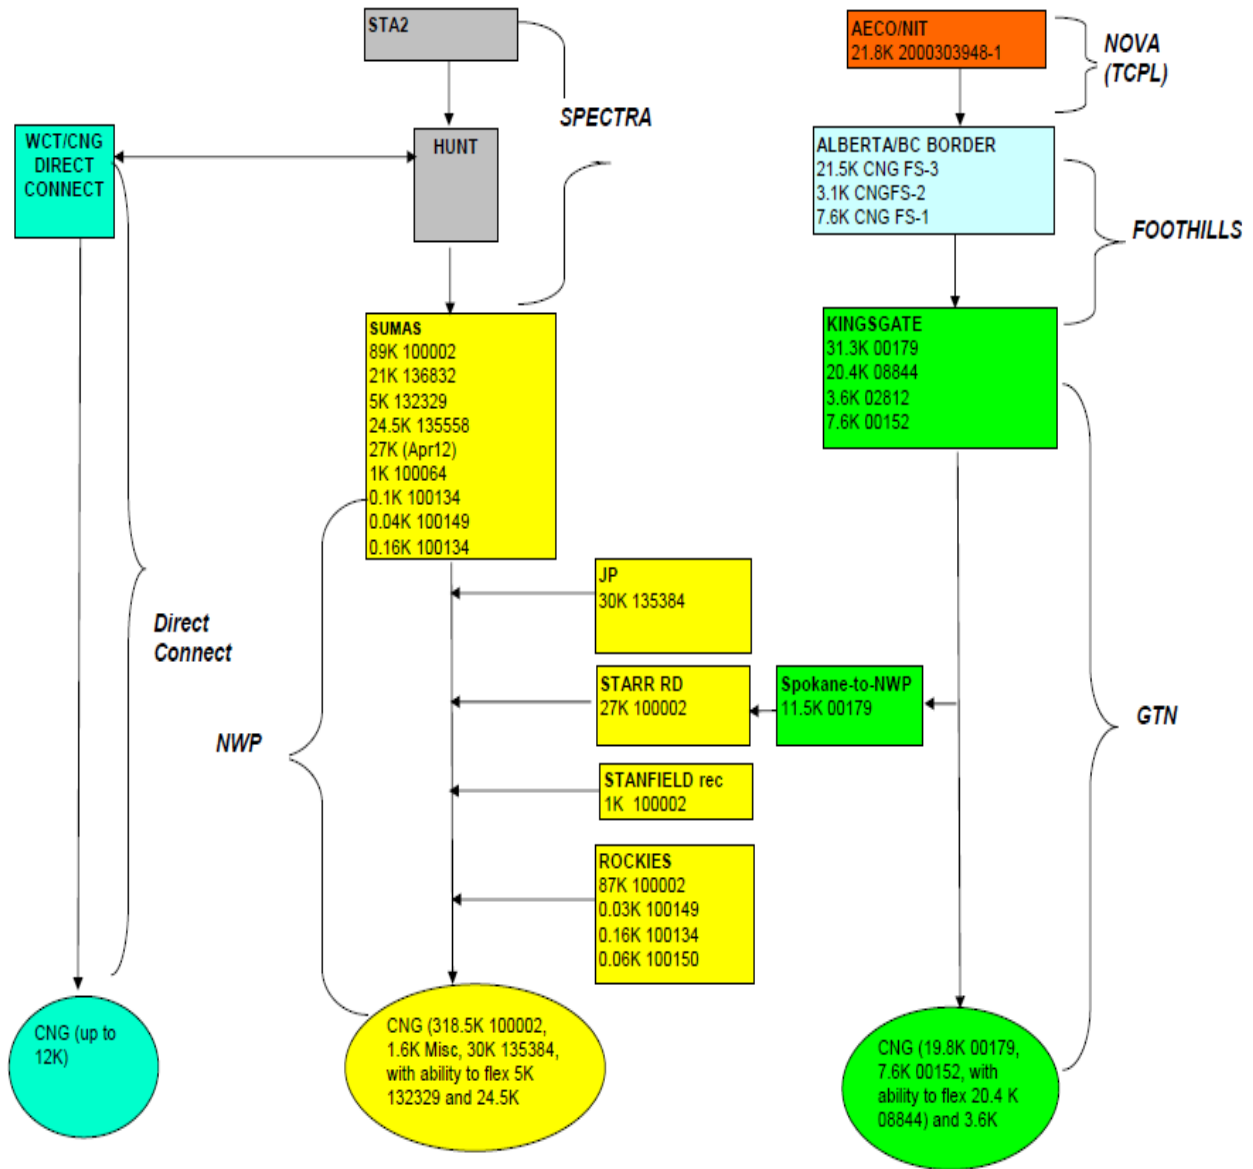 STA2
SPECTRA
AECO/NIT
21.8K 2000303948-1
NOVA
(TCPL)
WCT/CNG
DIRECT
CONNECT
HUNT
ALBERTA/BC BORDER
21.5K CNG FS-3
3.1K CNGFS-2
7.6K CNG FS-1
FOOTHILLS
SUMAS
89K 100002
21K 136832
5K 132329
24.5K 135558
27K (Apr12)
1K 100064
0.1K 100134
0.04K 100149
0.16K 100134
KINGSGATE
31.3K 00179
20.4K 08844
3.6K 02812
7.6K 00152
JP
30K 135384
Direct
Connect
STARR RD
27K 100002
Spokane-to-NWP
11.5K 00179
GTN
NWP
STANFIELD rec
1K 100002
ROCKIES
87K 100002
0.03K 100149
0.16K 100134
0.06K 100150
CNG (up to
12K)
CNG (318.5K 100002,
1.6K Misc, 30K 135384,
with ability to flex 5K
132329 and 24.5K
CNG (19.8K 00179,
7.6K 00152, with
ability to flex 20.4 K
08844) and 3.6K